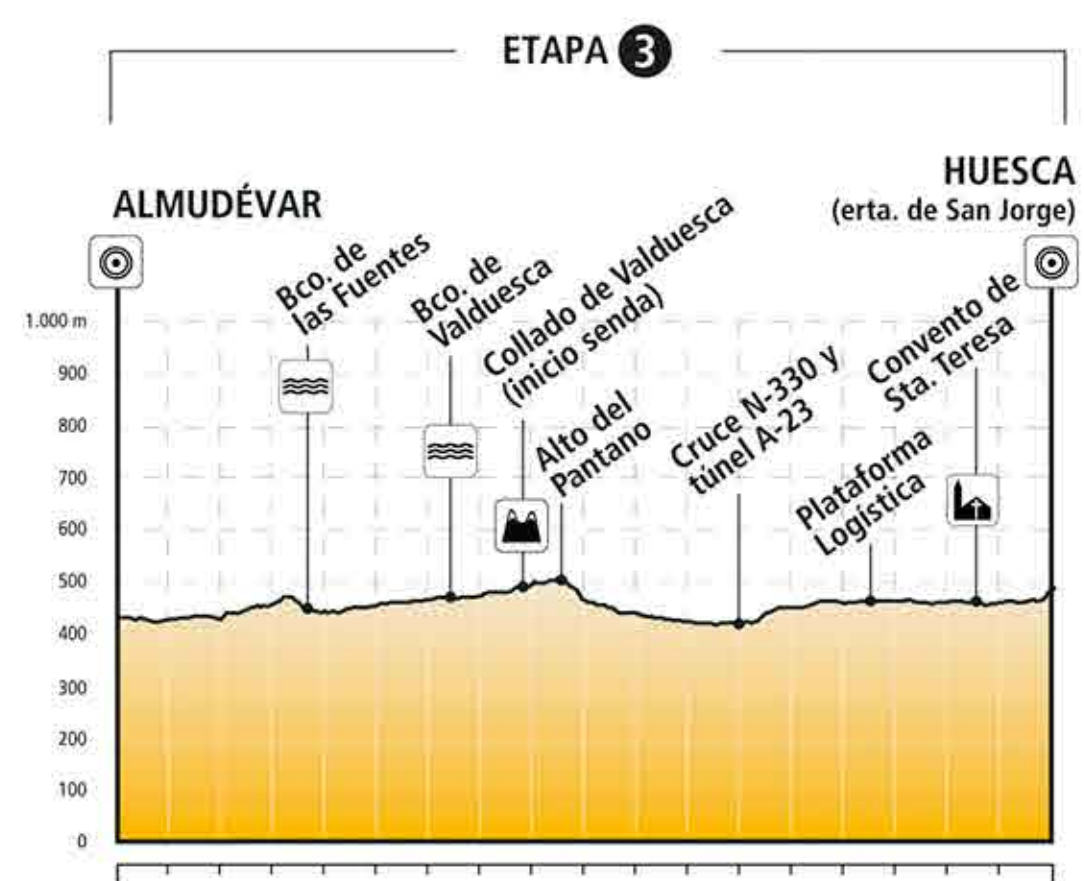 ETAPA 3
HUESCA
(erta. de San Jorge)
ALMUDÉVAR
Bco. de
las Fuentes
Bco. de
Valduesca
Collado de Valduesca
(inicio senda)
Alto del
Pantano
Cruce N-330 y
túnel A-23
Plataforma
Logística
Convento de
Sta. Teresa
1.000 m
900
800
700
600
500
400
300
200
100
0